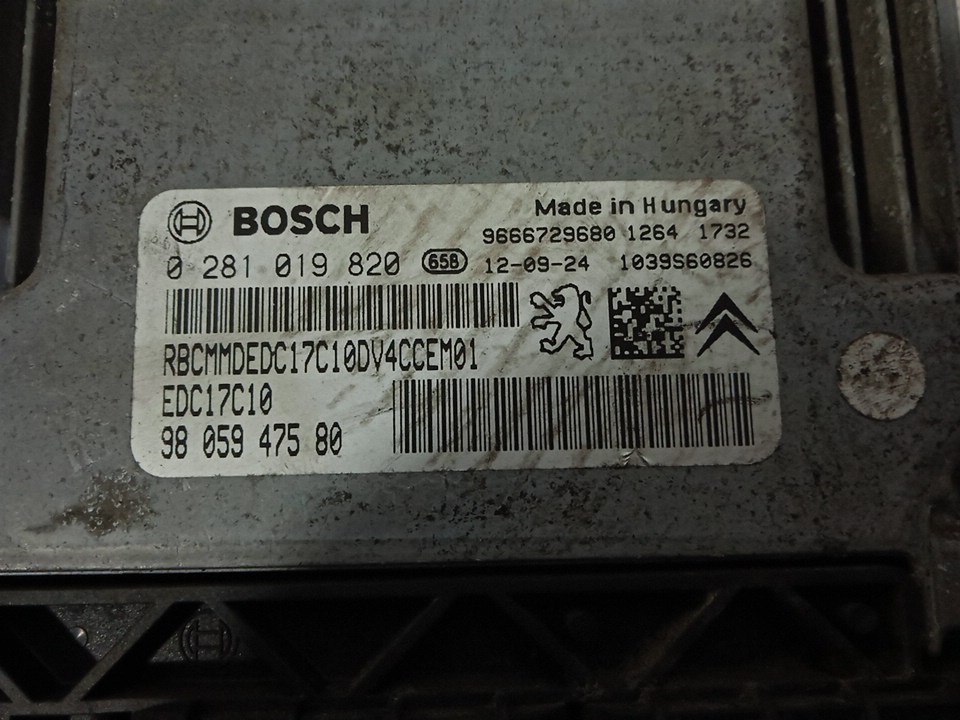 BOSCH
Made in Hungary
9666729680 1264 1732
0 281 019 820 658 12-09-24 1039S60826
RBCMMDEDC17C10DV4CCEM01
EDC17C10
98 059 475 80